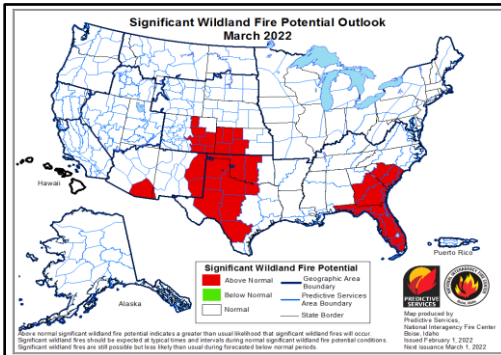 Significant Wildland Fire Potential Outlook
March 2022
Hawaii
Alaska
Puerto Rico
Significant Wildland Fire Potential
Above Normal
Below Normal
Normal
Geographic Area
Boundary
Predictive Services
Area Boundary
State Border
PREDICTIVE
SERVICES
Map produced by
Predictive Services,
National Interagency Fire Center
Boise, Idaho
Issued February 1, 2022
Next issuance March 1, 2022
Above normal significant wildland fire potential indicates a greater than usual likelihood that significant wildland fires will occur.
Significant wildland fires should be expected at typical times and intervals during normal significant wildland fire potential conditions.
Significant wildland fires are still possible but less likely than usual during forecasted below normal periods.